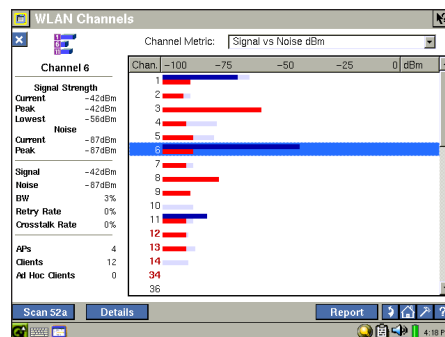 WLAN Channels
Channel Metric: Signal vs Noise dBm
Channel 6
Signal Strength
Current -42dBm
Peak -42dBm
Lowest -56dBm
Noise
Current -87dBm
Peak -87dBm
Signal -42dBm
Noise -87dBm
BW 3%
Retry Rate 0%
Crosstalk Rate 0%
APs 4
Clients 12
Ad Hoc Clients 0
Chan. -100 -75 -50 -25 0 dBm
1
2
3
4
5
6
7
8
9
10
11
12
13
14
34
36
Scan 52a Details Report ?
4:18 P